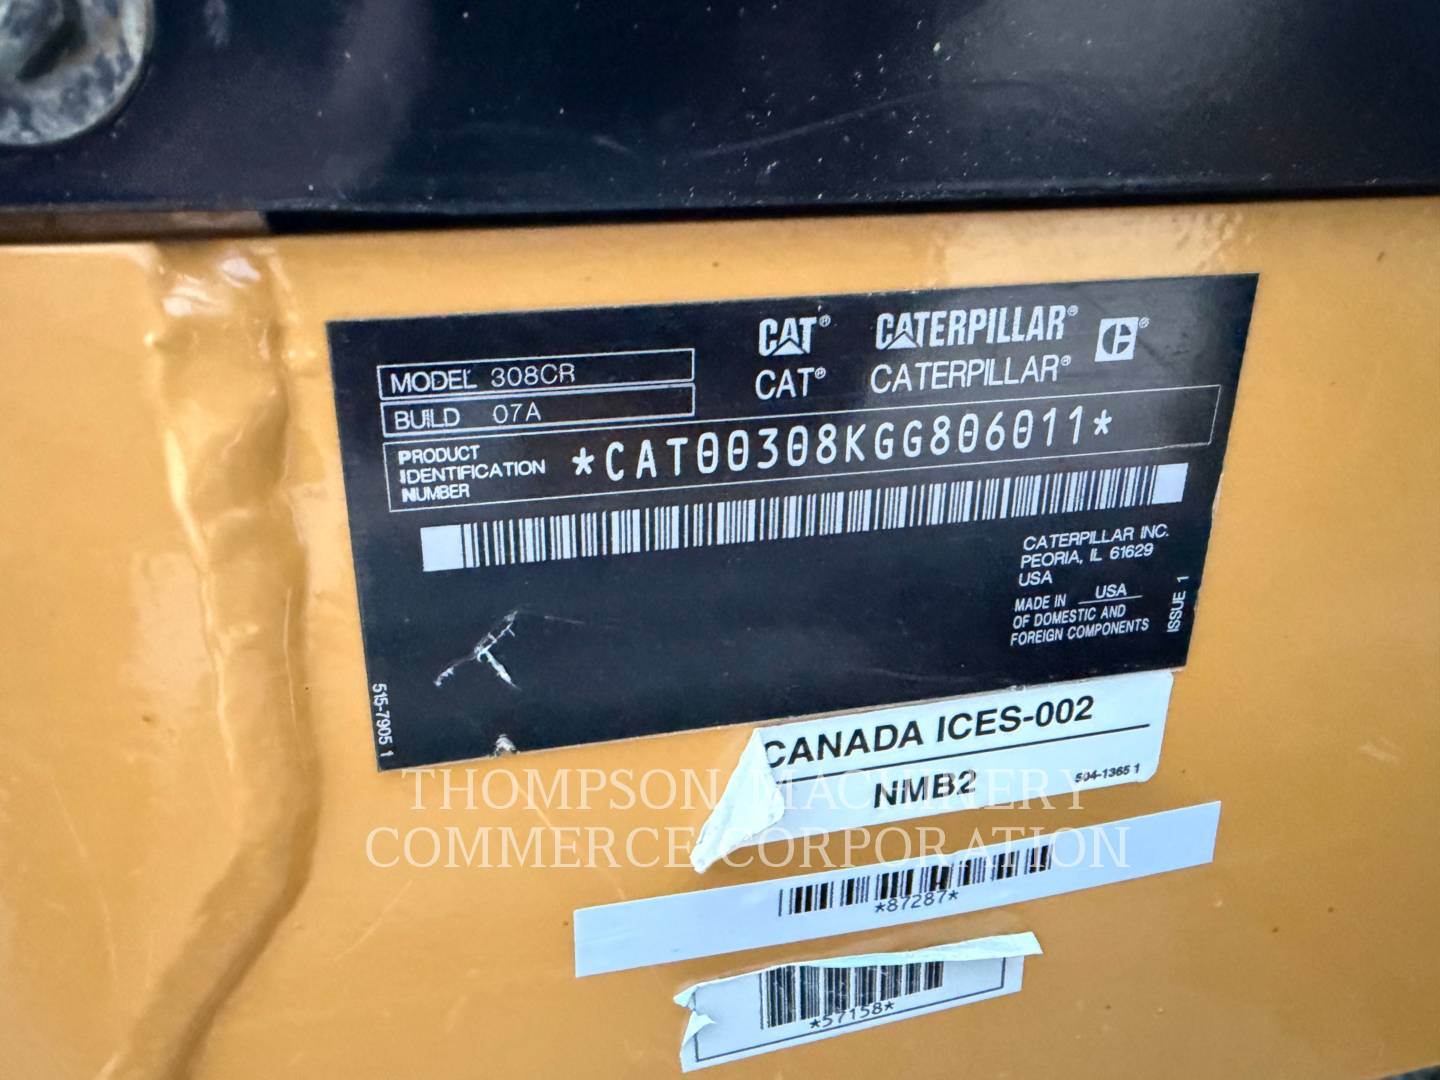 CAT® CATERPILLAR® C®
CAT® CATERPILLAR®
MODEL 308CR
BUILD 07A
PRODUCT
IDENTIFICATION
NUMBER
*CAT00308KGG806011*
CATERPILLAR INC.
PEORIA, IL 61629
USA
MADE IN USA
OF DOMESTIC AND
FOREIGN COMPONENTS
ISSUE 1
515-7905 1
CANADA ICES-002
NMB2 504-1365 1
THOMPSON MACHINERY
COMMERCE CORPORATION
*87287*
*57158*